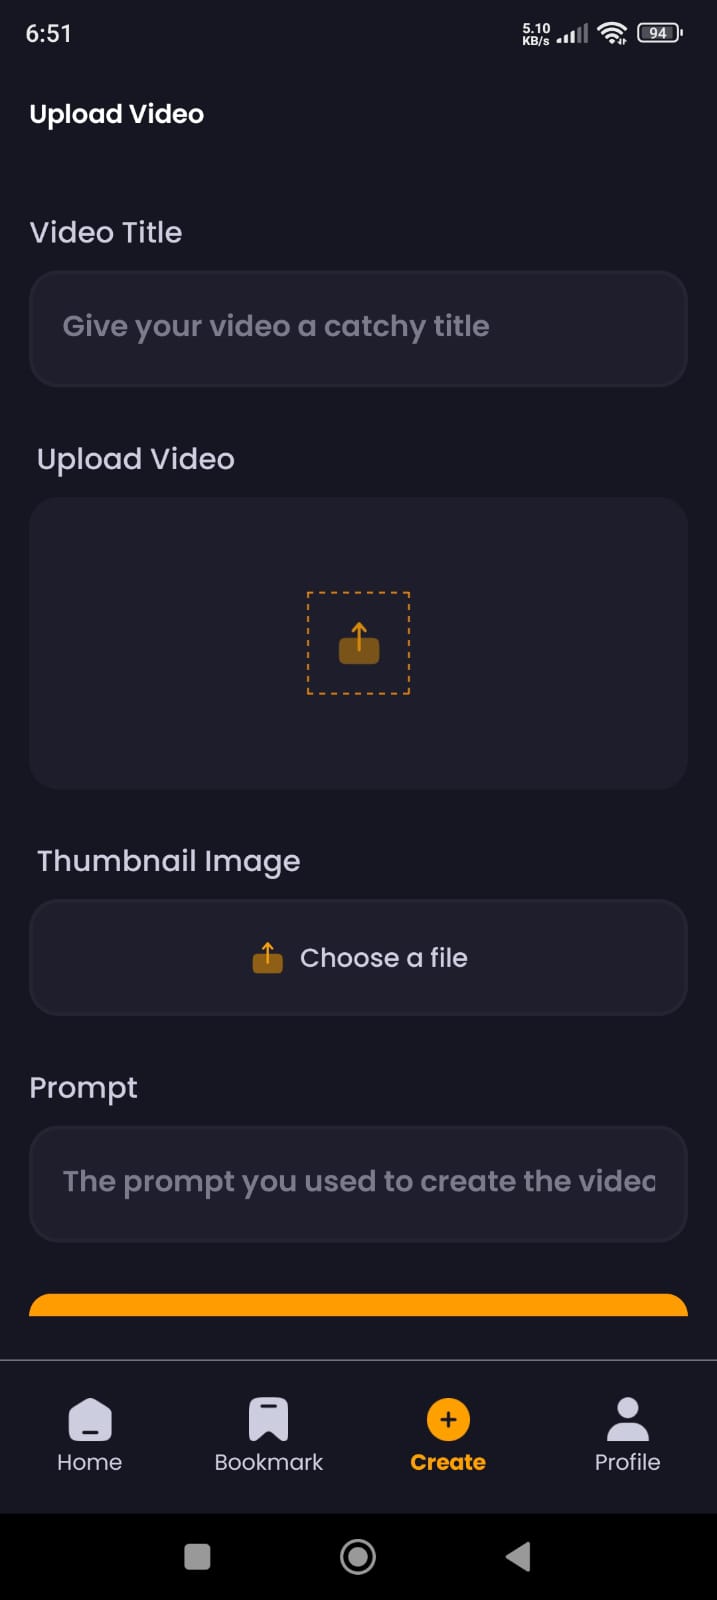 6:51
5.10
KB/s
94
Upload Video
Video Title
Give your video a catchy title
Upload Video
Thumbnail Image
Choose a file
Prompt
The prompt you used to create the video
Home
Bookmark
Create
Profile